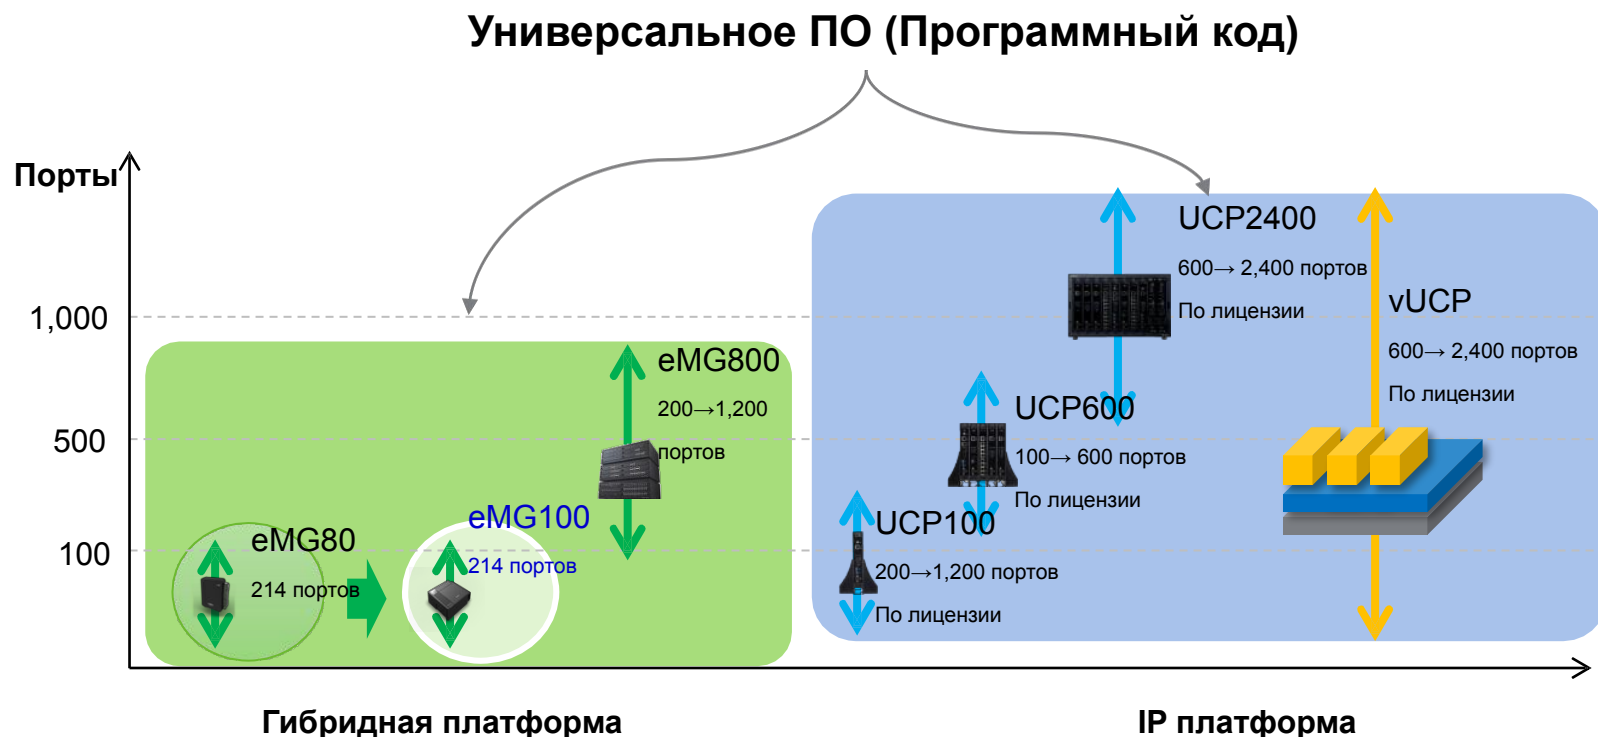 Универсальное ПО (Программный код)
Порты
1,000
500
100
eMG80
214 портов
eMG100
214 портов
eMG800
200→1,200
портов
UCP100
200→1,200 портов
По лицензии
UCP600
100→ 600 портов
По лицензии
UCP2400
600→ 2,400 портов
По лицензии
vUCP
600→ 2,400 портов
По лицензии
Гибридная платформа
IP платформа